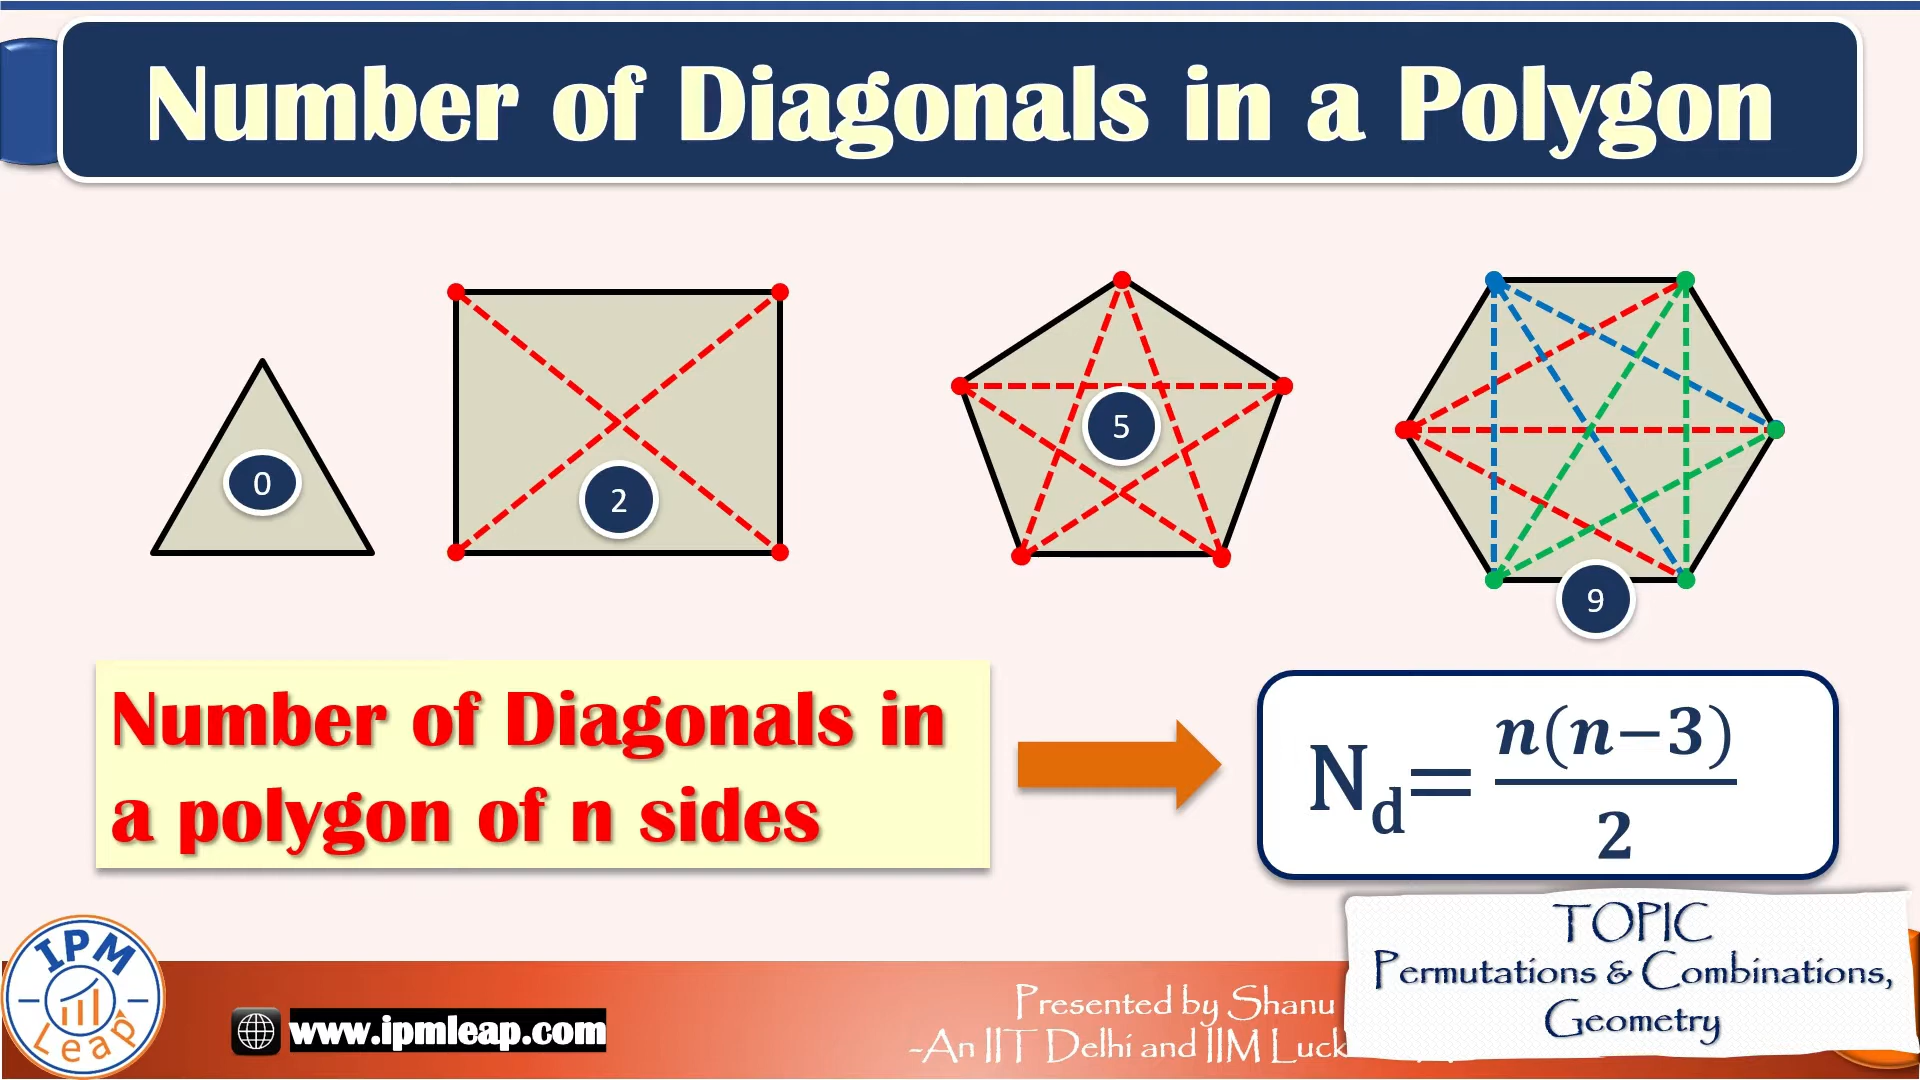 Number of Diagonals in a Polygon
0
2
5
9
Number of Diagonals in
a polygon of n sides
N_d = n(n−3)/2
TOPIC
Permutations & Combinations,
Geometry
IPM
Leap
www.ipmleap.com
Presented by Shanu
-An IIT Delhi and IIM Luck